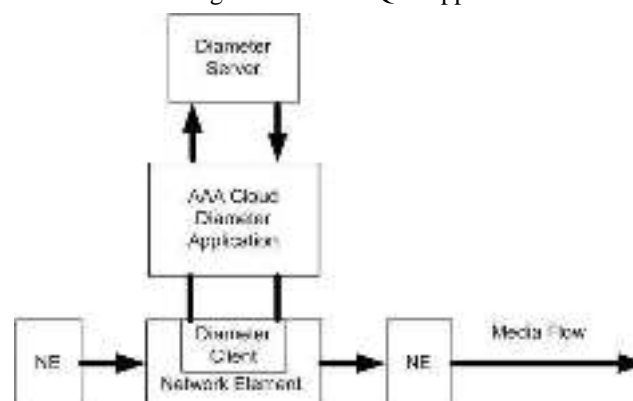 Diameter
Server
AAA Cloud
Diameter
Application
Diameter
Client
NE
Network Element
NE
Media Flow